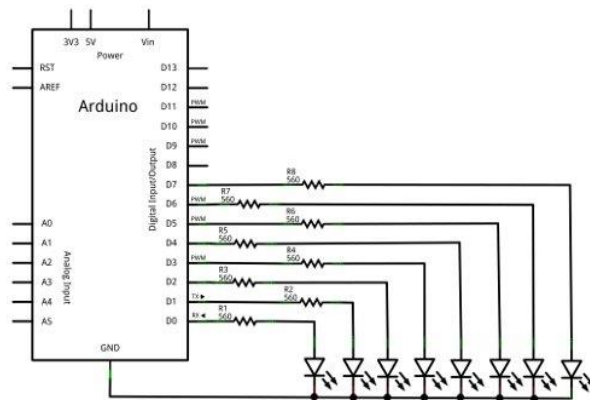 3V3 5V Vin
Power
RST D13
AREF D12
Arduino D11 PWM
D10 PWM
D9 PWM
D8
Digital Input/Output
R8
560
D7
R7
560
D6 PWM
R6
560
A0 D5 PWM
R5
560
A1 D4
R4
560
A2 D3 PWM
R3
560
A3 D2
Analog Input
R2
560
A4 D1 TX
R1
560
A5 D0 RX
GND